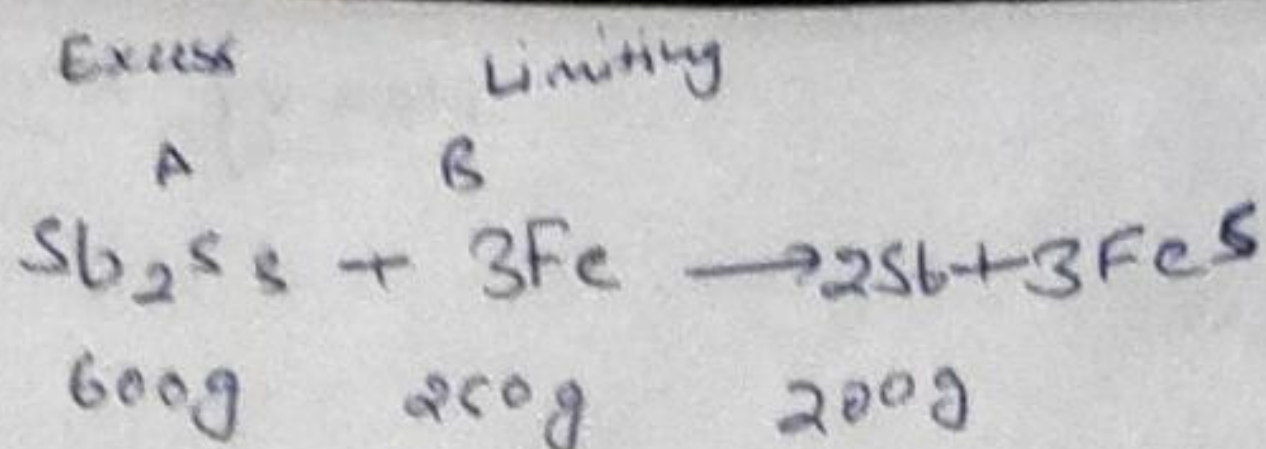 Excess Limiting
A B
Sb₂S₃ + 3Fe → 2Sb + 3FeS
600g 250g 200g